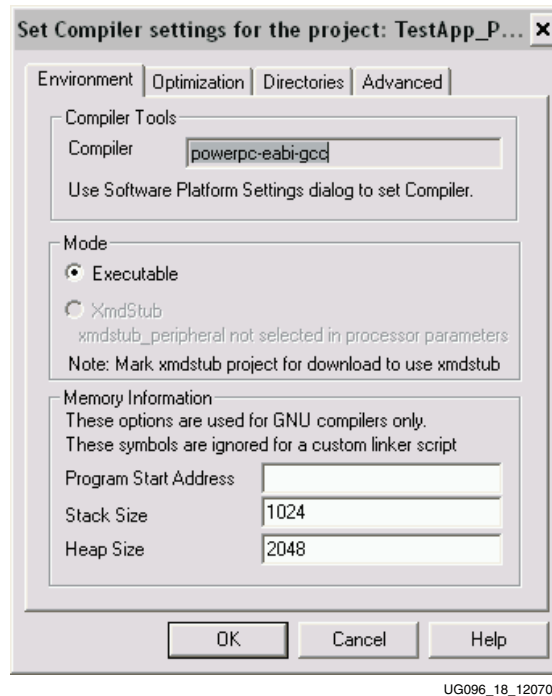 Set Compiler settings for the project: TestApp_P...
Environment Optimization Directories Advanced
Compiler Tools
Compiler powerpc-eabi-gcc
Use Software Platform Settings dialog to set Compiler.
Mode
Executable
XmdStub
xmdstub_peripheral not selected in processor parameters
Note: Mark xmdstub project for download to use xmdstub
Memory Information
These options are used for GNU compilers only.
These symbols are ignored for a custom linker script
Program Start Address
Stack Size 1024
Heap Size 2048
OK Cancel Help
UG096_18_12070